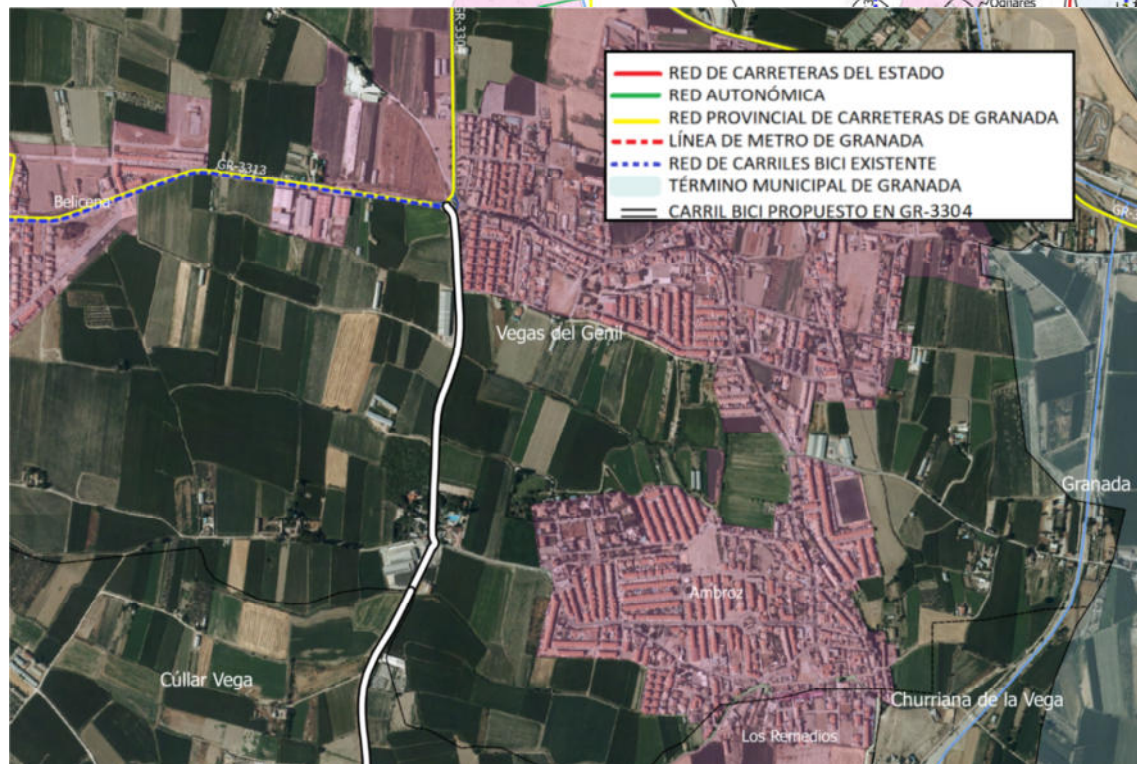 Ogíjares
GR-3304
RED DE CARRETERAS DEL ESTADO
RED AUTONÓMICA
RED PROVINCIAL DE CARRETERAS DE GRANADA
LÍNEA DE METRO DE GRANADA
RED DE CARRILES BICI EXISTENTE
TÉRMINO MUNICIPAL DE GRANADA
CARRIL BICI PROPUESTO EN GR-3304
GR-3313
Belicena
GR-
Vegas del Genil
Granada
Ambroz
Cúllar Vega
Churriana de la Vega
Los Remedios